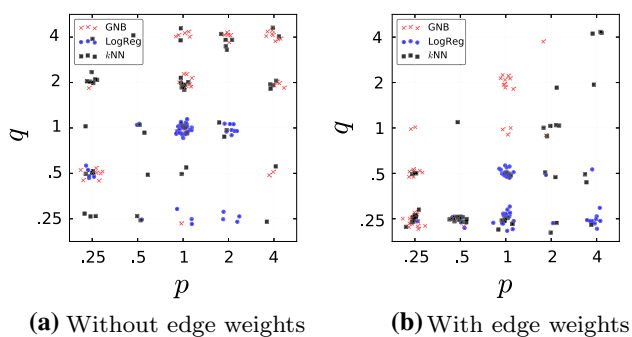 GNB
LogReg
kNN
4
2
1
.5
.25
q
.25 .5 1 2 4
p
(a) Without edge weights
GNB
LogReg
kNN
4
2
1
.5
.25
q
.25 .5 1 2 4
p
(b) With edge weights